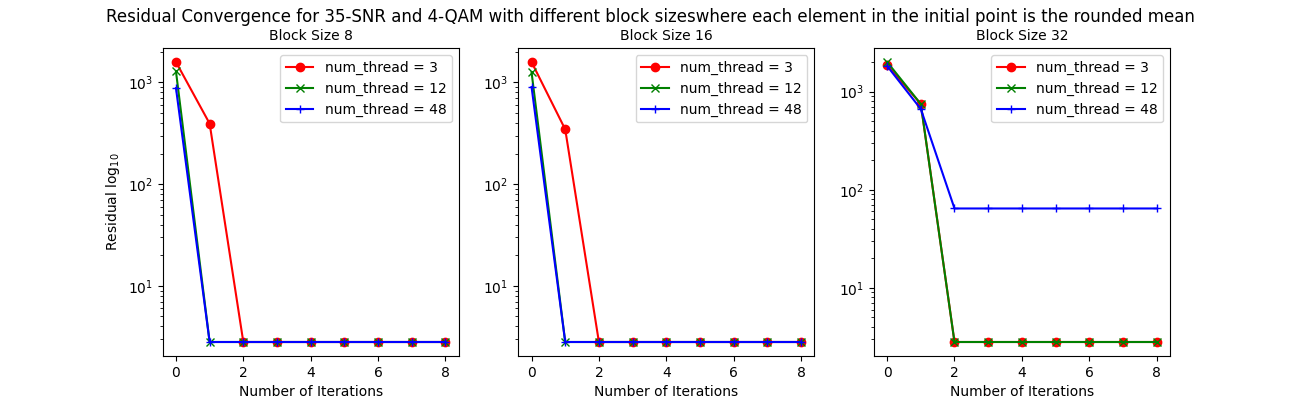 Residual Convergence for 35-SNR and 4-QAM with different block sizeswhere each element in the initial point is the rounded mean
Block Size 8
num_thread = 3
num_thread = 12
num_thread = 48
Residual log₁₀
10³
10²
10¹
0 2 4 6 8
Number of Iterations
Block Size 16
num_thread = 3
num_thread = 12
num_thread = 48
10³
10²
10¹
0 2 4 6 8
Number of Iterations
Block Size 32
num_thread = 3
num_thread = 12
num_thread = 48
10³
10²
10¹
0 2 4 6 8
Number of Iterations